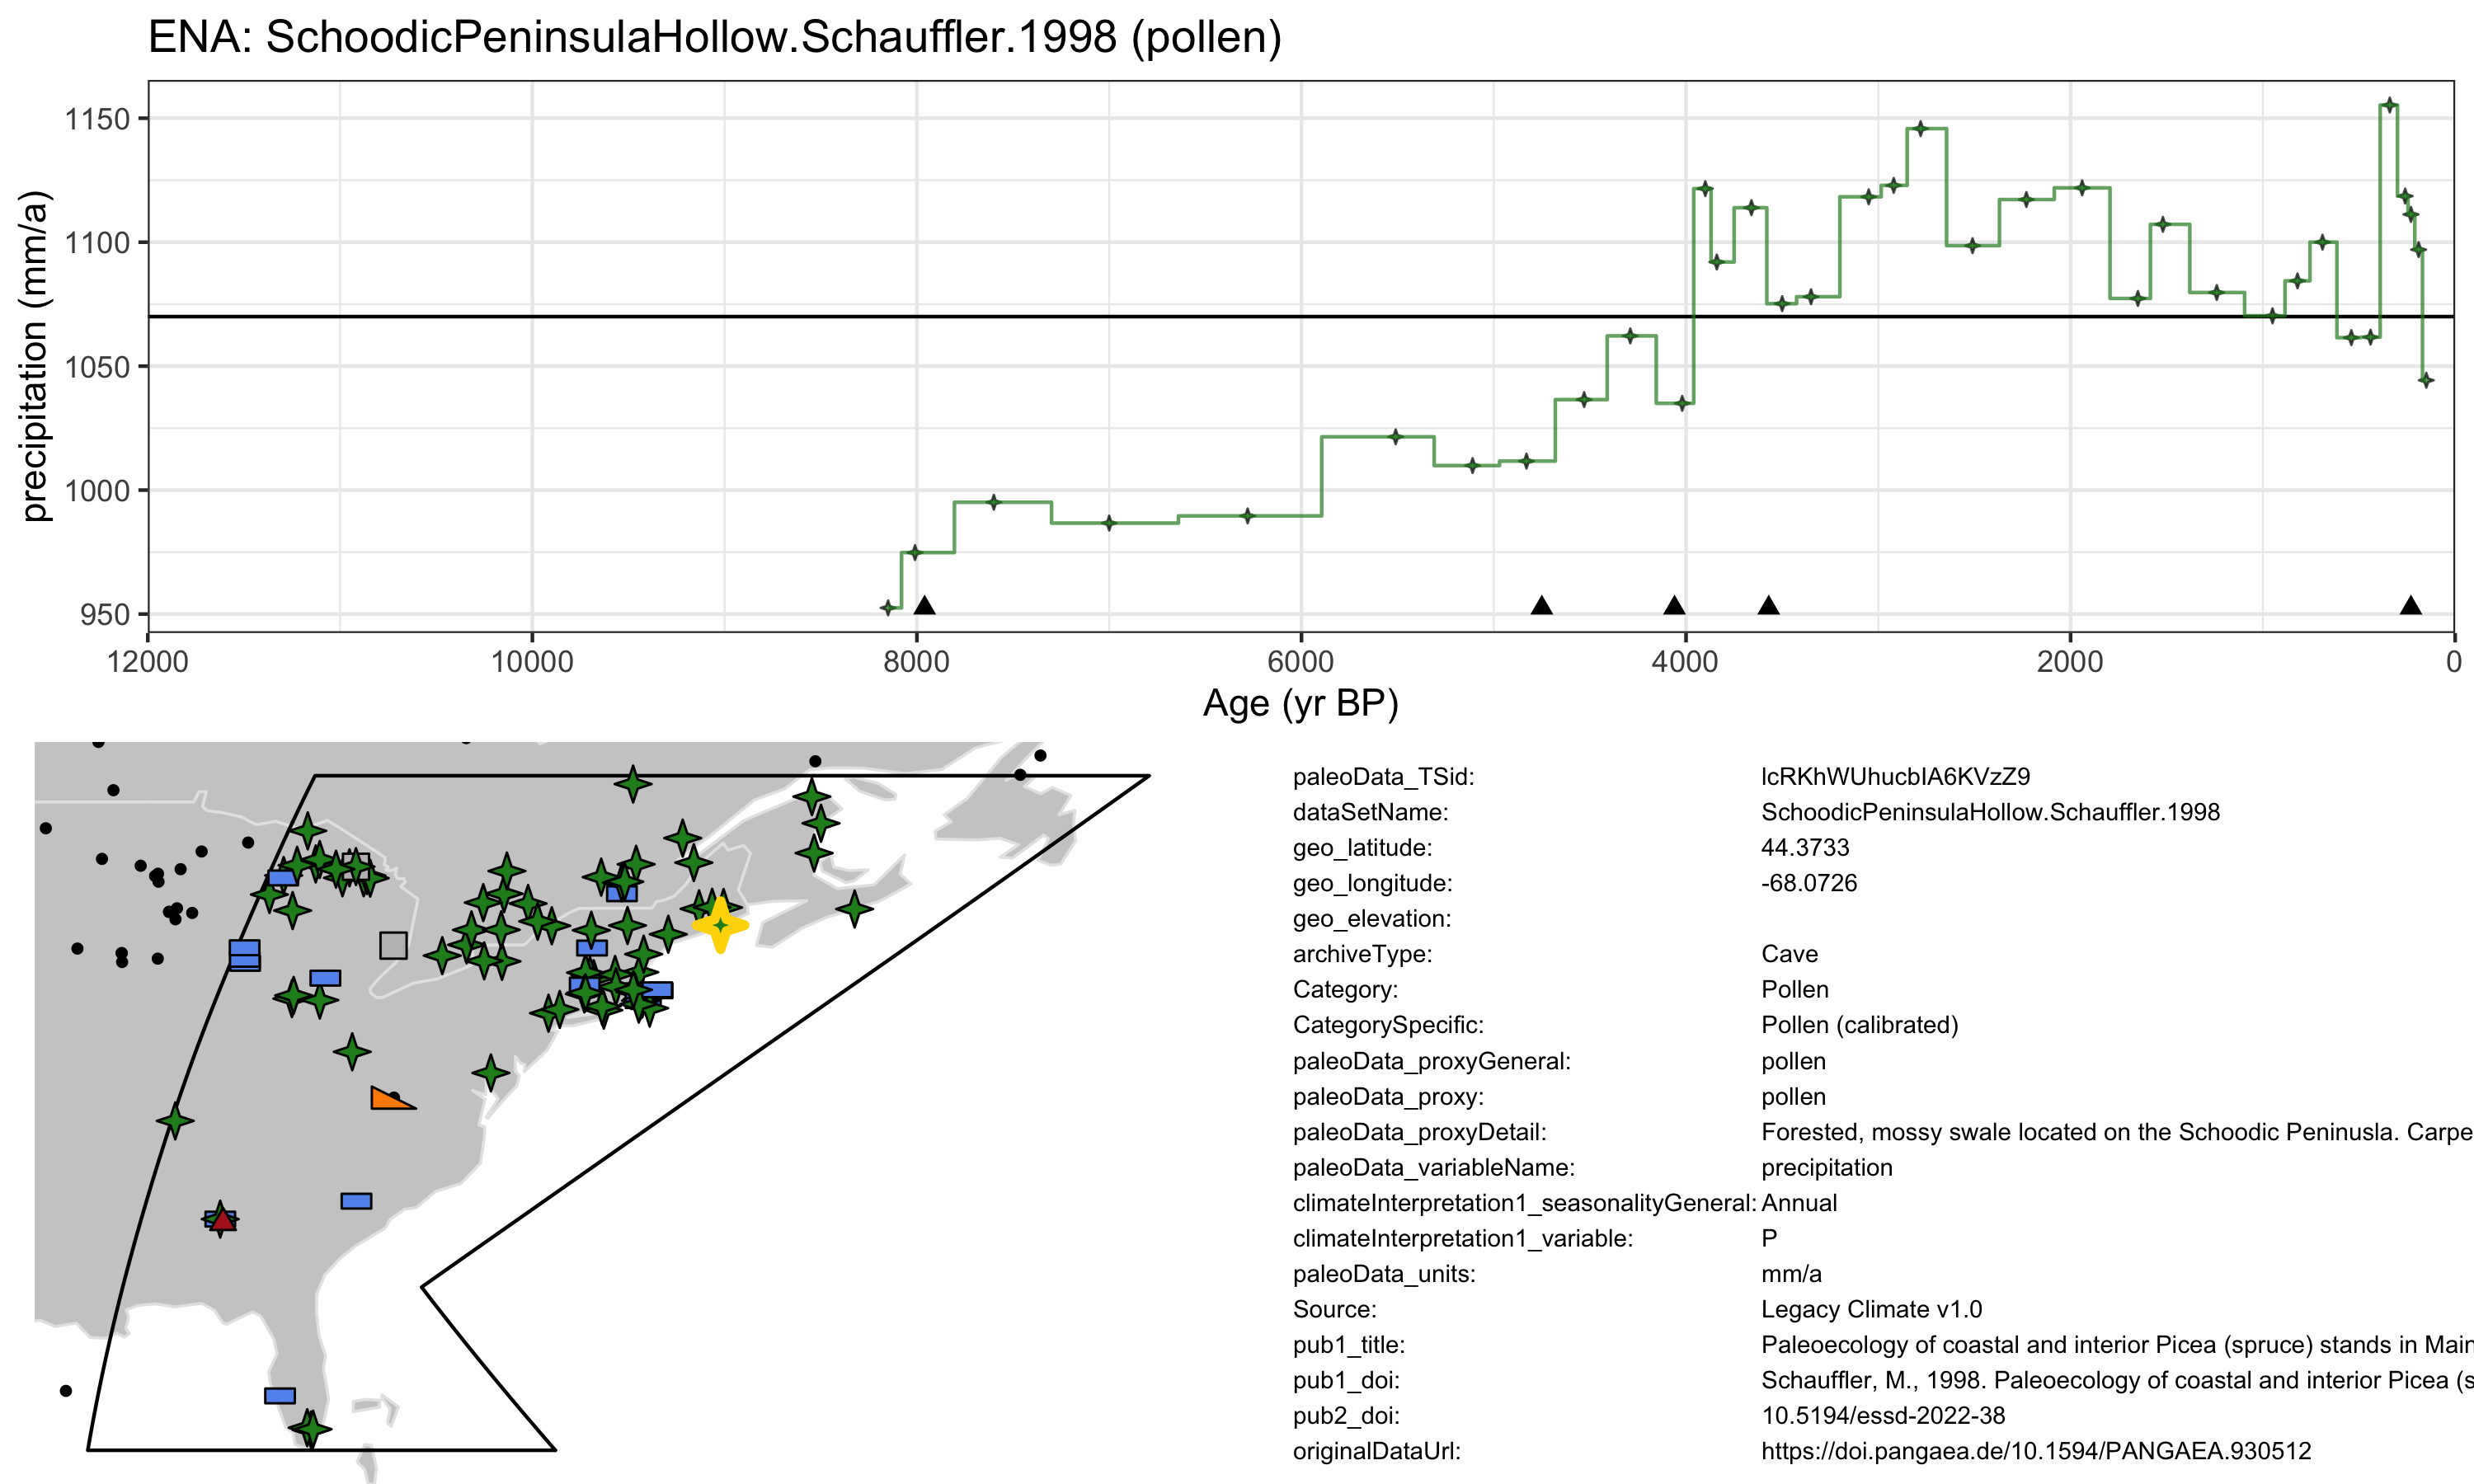 ENA: SchoodicPeninsulaHollow.Schauffler.1998 (pollen)
precipitation (mm/a)
1150
1100
1050
1000
950
12000 10000 8000 6000 4000 2000 0
Age (yr BP)
paleoData_TSid: lcRKhWUhucbIA6KVzZ9
dataSetName: SchoodicPeninsulaHollow.Schauffler.1998
geo_latitude: 44.3733
geo_longitude: -68.0726
geo_elevation:
archiveType: Cave
Category: Pollen
CategorySpecific: Pollen (calibrated)
paleoData_proxyGeneral: pollen
paleoData_proxy: pollen
paleoData_proxyDetail: Forested, mossy swale located on the Schoodic Peninusla. Carpe
paleoData_variableName: precipitation
climateInterpretation1_seasonalityGeneral: Annual
climateInterpretation1_variable: P
paleoData_units: mm/a
Source: Legacy Climate v1.0
pub1_title: Paleoecology of coastal and interior Picea (spruce) stands in Main
pub1_doi: Schauffler, M., 1998. Paleoecology of coastal and interior Picea (s
pub2_doi: 10.5194/essd-2022-38
originalDataUrl: https://doi.pangaea.de/10.1594/PANGAEA.930512